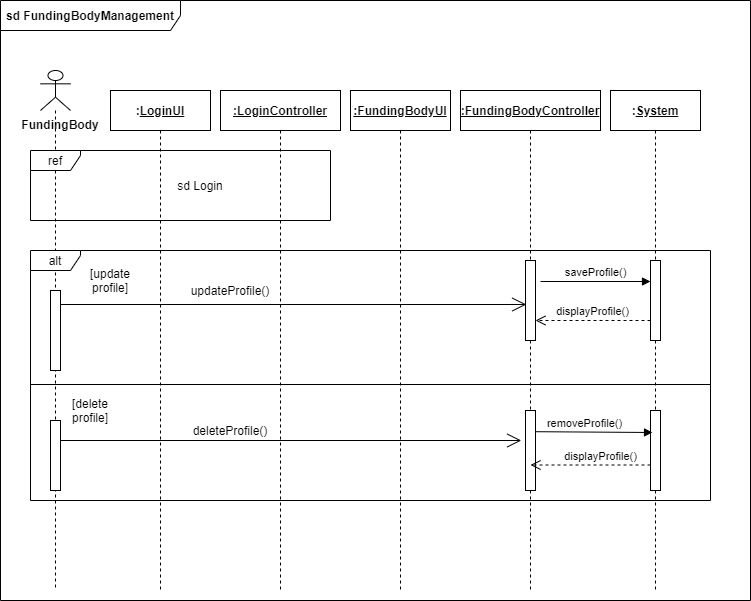 sd FundingBodyManagement
FundingBody
:LoginUI
:LoginController
:FundingBodyUI
:FundingBodyController
:System
ref
sd Login
alt
[update
profile]
updateProfile()
saveProfile()
displayProfile()
[delete
profile]
deleteProfile()
removeProfile()
displayProfile()